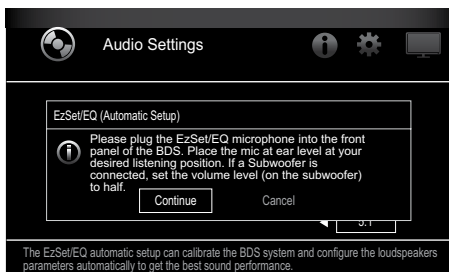 Audio Settings
EzSet/EQ (Automatic Setup)
Please plug the EzSet/EQ microphone into the front
panel of the BDS. Place the mic at ear level at your
desired listening position. If a Subwoofer is
connected, set the volume level (on the subwoofer)
to half.
Continue Cancel
5.1
The EzSet/EQ automatic setup can calibrate the BDS system and configure the loudspeakers
parameters automatically to get the best sound performance.